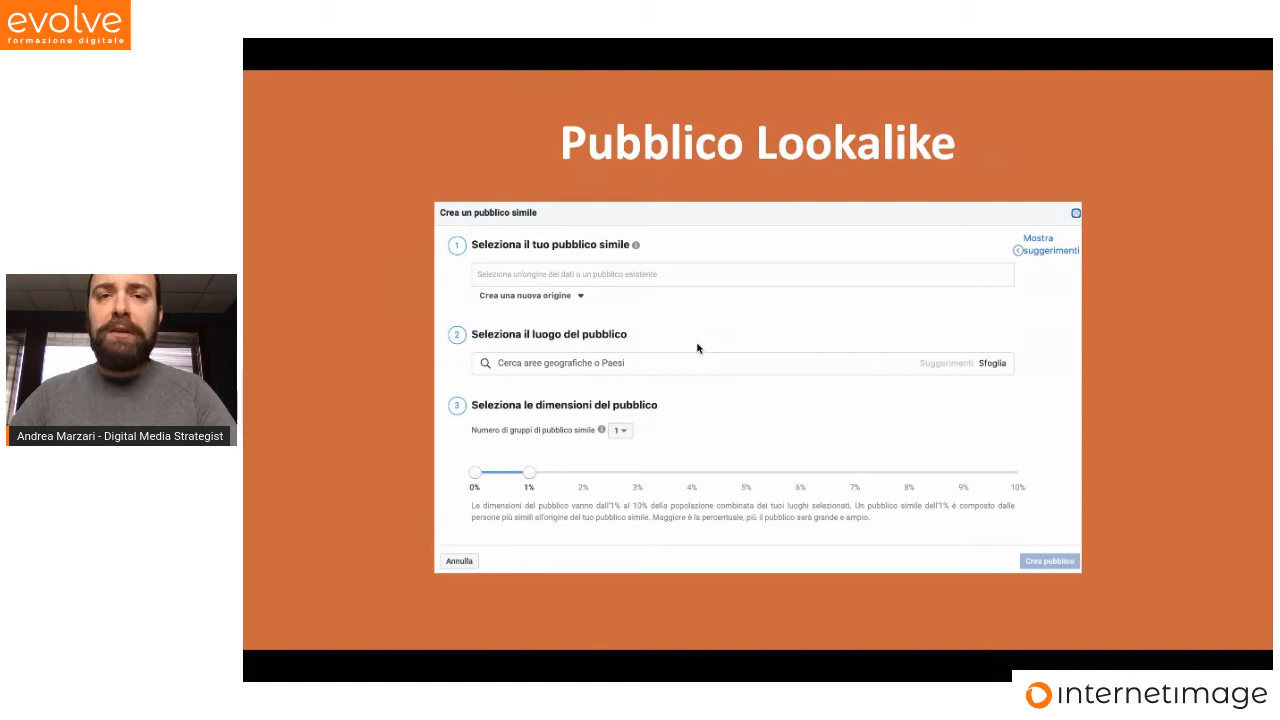 evolve
formazione digitale
Pubblico Lookalike
Crea un pubblico simile
1 Seleziona il tuo pubblico simile
Mostra
suggerimenti
Seleziona un'origine dei dati o un pubblico esistente
Crea una nuova origine
2 Seleziona il luogo del pubblico
Cerca aree geografiche o Paesi Suggerimenti Sfoglia
3 Seleziona le dimensioni del pubblico
Numero di gruppi di pubblico simile 1
0% 1% 2% 3% 4% 5% 6% 7% 8% 9% 10%
Le dimensioni del pubblico vanno dall'1% al 10% della popolazione combinata dei tuoi luoghi selezionati. Un pubblico simile dell'1% è composto dalle
persone più simili all'origine del tuo pubblico simile. Maggiore è la percentuale, più il pubblico sarà grande e ampio.
Annulla Crea pubblico
Andrea Marzari - Digital Media Strategist
internetimage